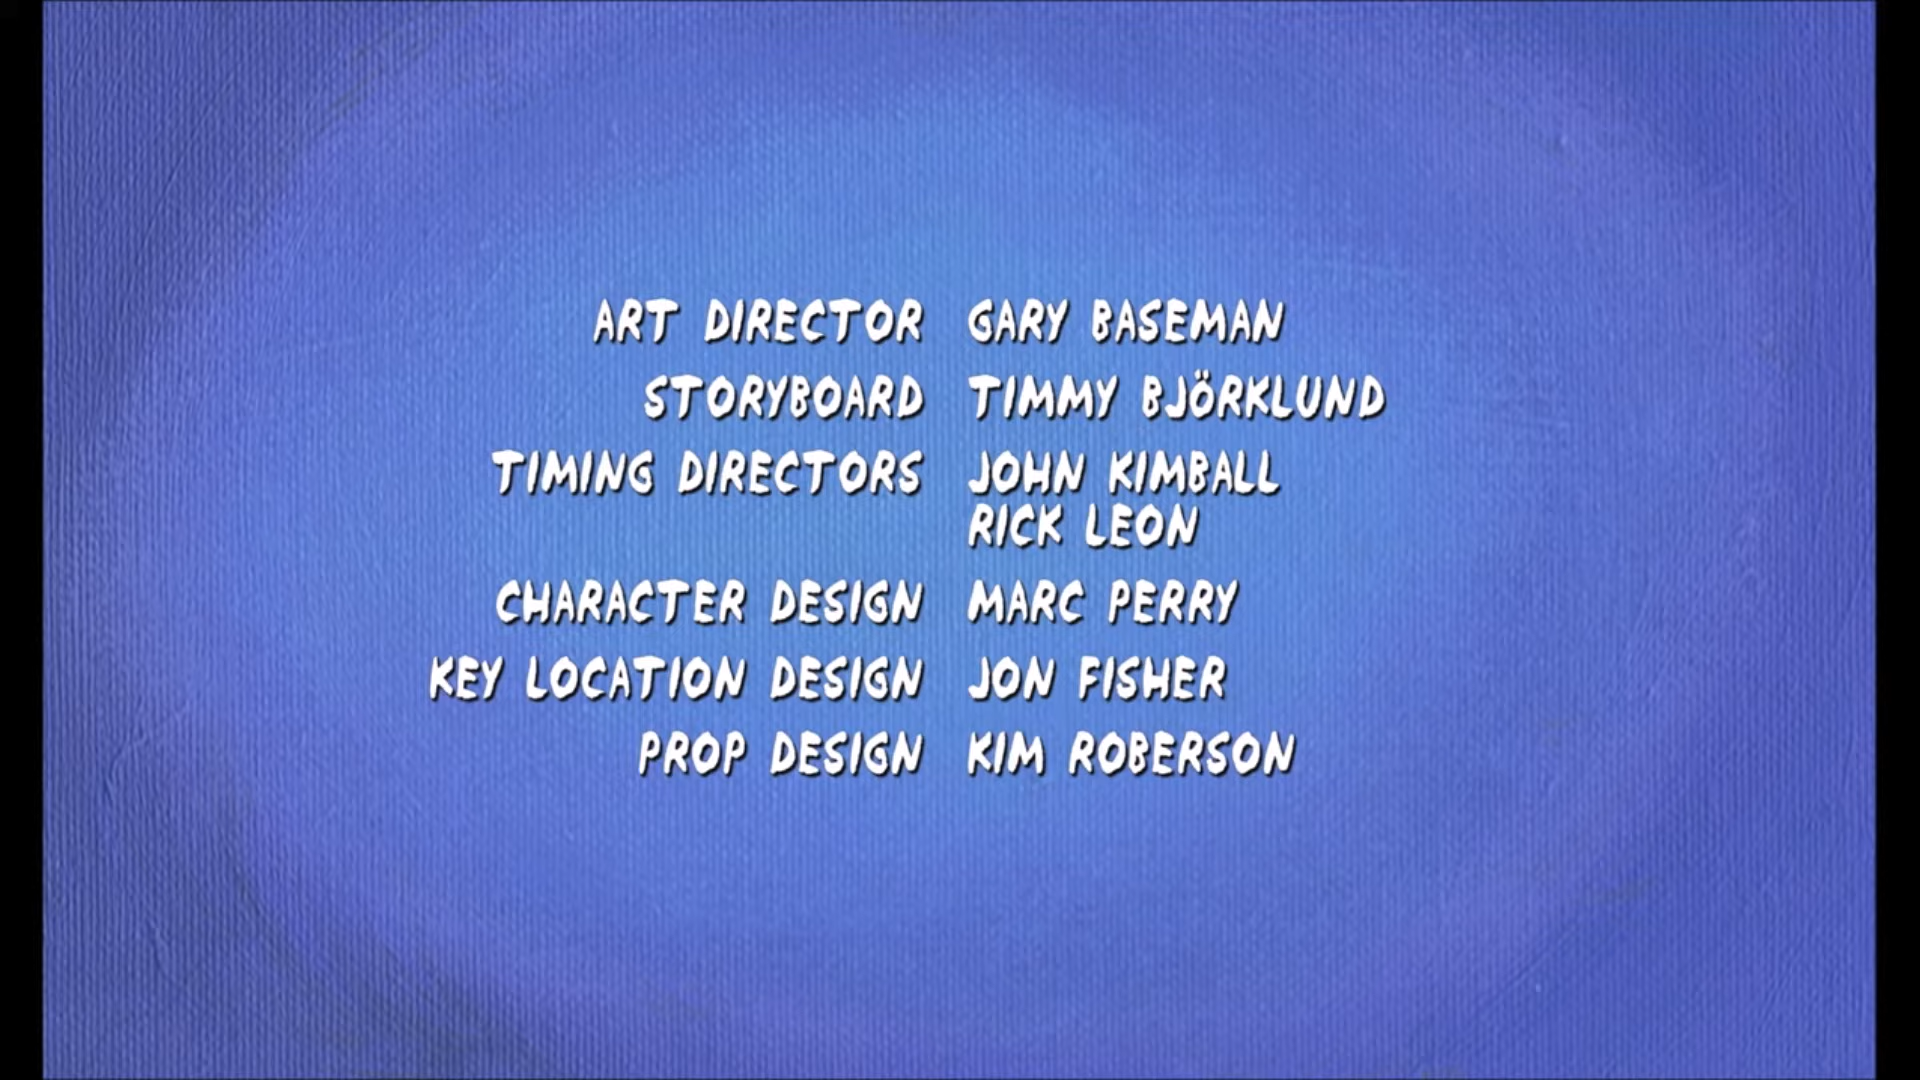 ART DIRECTOR GARY BASEMAN
STORYBOARD TIMMY BJÖRKLUND
TIMING DIRECTORS JOHN KIMBALL
RICK LEON
CHARACTER DESIGN MARC PERRY
KEY LOCATION DESIGN JON FISHER
PROP DESIGN KIM ROBERSON